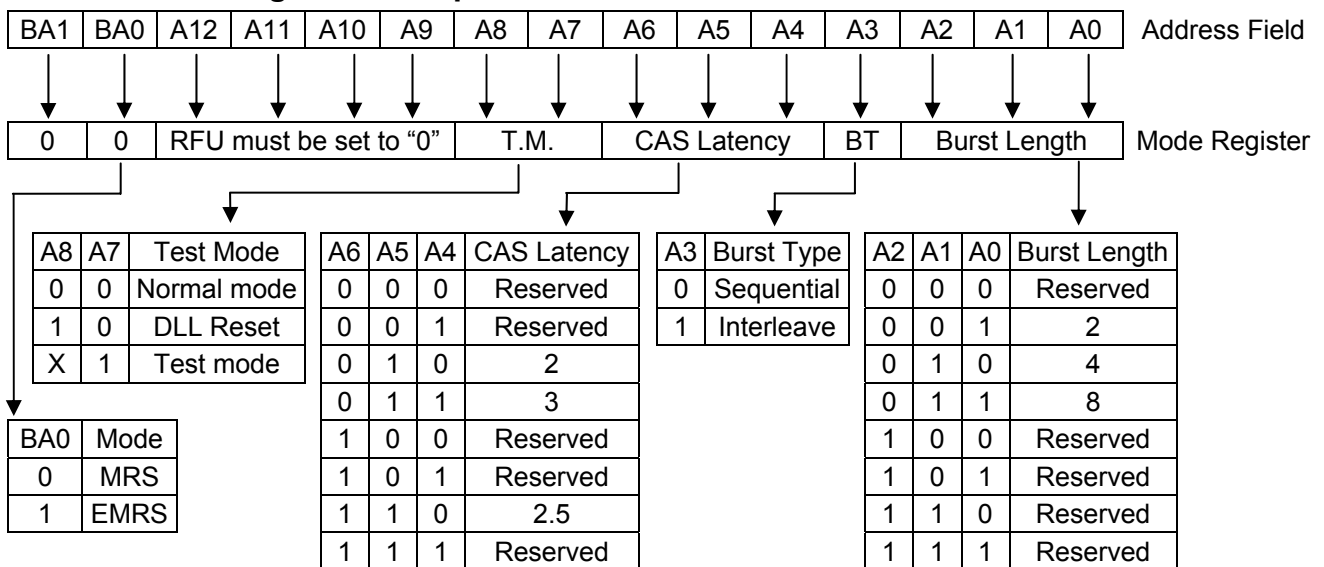 BA1 BA0 A12 A11 A10 A9 A8 A7 A6 A5 A4 A3 A2 A1 A0 Address Field
0 0 RFU must be set to “0” T.M. CAS Latency BT Burst Length Mode Register
A8 A7 Test Mode
0 0 Normal mode
1 0 DLL Reset
X 1 Test mode
BA0 Mode
0 MRS
1 EMRS
A6 A5 A4 CAS Latency
0 0 0 Reserved
0 0 1 Reserved
0 1 0 2
0 1 1 3
1 0 0 Reserved
1 0 1 Reserved
1 1 0 2.5
1 1 1 Reserved
A3 Burst Type
0 Sequential
1 Interleave
A2 A1 A0 Burst Length
0 0 0 Reserved
0 0 1 2
0 1 0 4
0 1 1 8
1 0 0 Reserved
1 0 1 Reserved
1 1 0 Reserved
1 1 1 Reserved